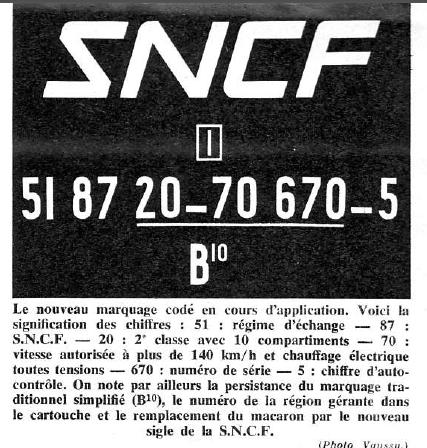 SNCF
1
51 87 20-70 670-5
B10
Le nouveau marquage codé en cours d'application. Voici la
signification des chiffres : 51 : régime d'échange — 87 :
S.N.C.F. — 20 : 2e classe avec 10 compartiments — 70 :
vitesse autorisée à plus de 140 km/h et chauffage électrique
toutes tensions — 670 : numéro de série — 5 : chiffre d'auto-
contrôle. On note par ailleurs la persistance du marquage tra-
ditionnel simplifié (B10), le numéro de la région gérante dans
le cartouche et le remplacement du macaron par le nouveau
sigle de la S.N.C.F.
(Photo